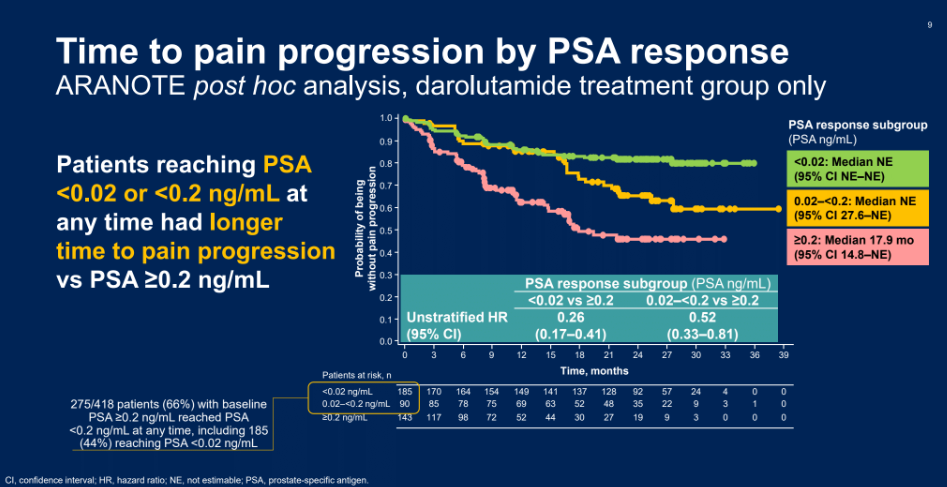 9
Time to pain progression by PSA response
ARANOTE post hoc analysis, darolutamide treatment group only
Patients reaching PSA
<0.02 or <0.2 ng/mL at
any time had longer
time to pain progression
vs PSA ≥0.2 ng/mL
Probability of being
without pain progression
1.0
0.9
0.8
0.7
0.6
0.5
0.4
0.3
0.2
0.1
0.0
PSA response subgroup
(PSA ng/mL)
<0.02: Median NE
(95% CI NE–NE)
0.02–<0.2: Median NE
(95% CI 27.6–NE)
≥0.2: Median 17.9 mo
(95% CI 14.8–NE)
PSA response subgroup (PSA ng/mL)
<0.02 vs ≥0.2 0.02–<0.2 vs ≥0.2
Unstratified HR 0.26 0.52
(95% CI) (0.17–0.41) (0.33–0.81)
0 3 6 9 12 15 18 21 24 27 30 33 36 39
Time, months
Patients at risk, n
<0.02 ng/mL 185 170 164 154 149 141 137 128 92 57 24 4 0 0
0.02–<0.2 ng/mL 90 85 78 75 69 63 52 48 35 22 9 3 1 0
≥0.2 ng/mL 143 117 98 72 52 44 30 27 19 9 3 0 0 0
275/418 patients (66%) with baseline
PSA ≥0.2 ng/mL reached PSA
<0.2 ng/mL at any time, including 185
(44%) reaching PSA <0.02 ng/mL
CI, confidence interval; HR, hazard ratio; NE, not estimable; PSA, prostate-specific antigen.